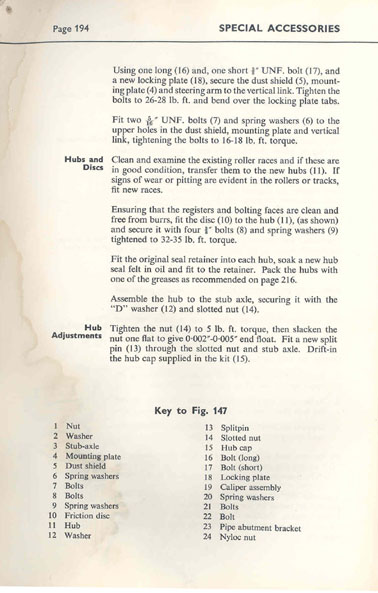 Page 194
SPECIAL ACCESSORIES
Using one long (16) and, one short ⅜″ UNF. bolt (17), and
a new locking plate (18), secure the dust shield (5), mount-
ing plate (4) and steering arm to the vertical link. Tighten the
bolts to 26-28 lb. ft. and bend over the locking plate tabs.
Fit two 5/16″ UNF. bolts (7) and spring washers (6) to the
upper holes in the dust shield, mounting plate and vertical
link, tightening the bolts to 16-18 lb. ft. torque.
Hubs and
Discs
Clean and examine the existing roller races and if these are
in good condition, transfer them to the new hubs (11). If
signs of wear or pitting are evident in the rollers or tracks,
fit new races.
Ensuring that the registers and bolting faces are clean and
free from burrs, fit the disc (10) to the hub (11), (as shown)
and secure it with four ⅜″ bolts (8) and spring washers (9)
tightened to 32-35 lb. ft. torque.
Fit the original seal retainer into each hub, soak a new hub
seal felt in oil and fit to the retainer. Pack the hubs with
one of the greases as recommended on page 216.
Assemble the hub to the stub axle, securing it with the
"D" washer (12) and slotted nut (14).
Hub
Adjustments
Tighten the nut (14) to 5 lb. ft. torque, then slacken the
nut one flat to give 0·002″-0·005″ end float. Fit a new split
pin (13) through the slotted nut and stub axle. Drift-in
the hub cap supplied in the kit (15).
Key to Fig. 147
1 Nut
2 Washer
3 Stub-axle
4 Mounting plate
5 Dust shield
6 Spring washers
7 Bolts
8 Bolts
9 Spring washers
10 Friction disc
11 Hub
12 Washer
13 Splitpin
14 Slotted nut
15 Hub cap
16 Bolt (long)
17 Bolt (short)
18 Locking plate
19 Caliper assembly
20 Spring washers
21 Bolts
22 Bolt
23 Pipe abutment bracket
24 Nyloc nut